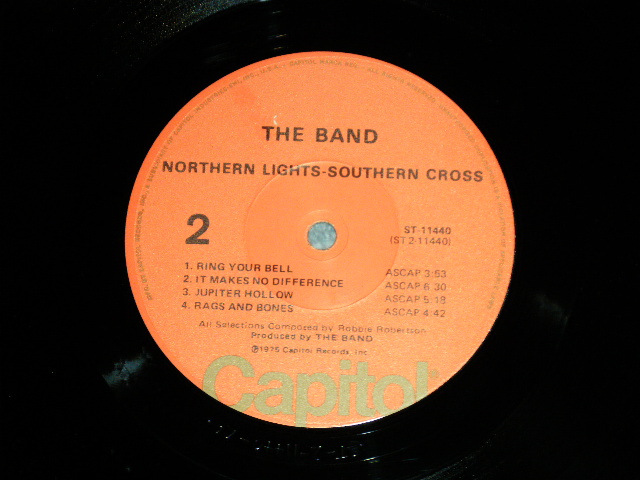 THE BAND
NORTHERN LIGHTS-SOUTHERN CROSS
2
ST-11440
(ST 2-11440)
1. RING YOUR BELL ASCAP 3:53
2. IT MAKES NO DIFFERENCE ASCAP 6:30
3. JUPITER HOLLOW ASCAP 5:18
4. RAGS AND BONES ASCAP 4:42
All Selections Composed by Robbie Robertson
Produced by THE BAND
℗1975 Capitol Records, Inc.
Capitol